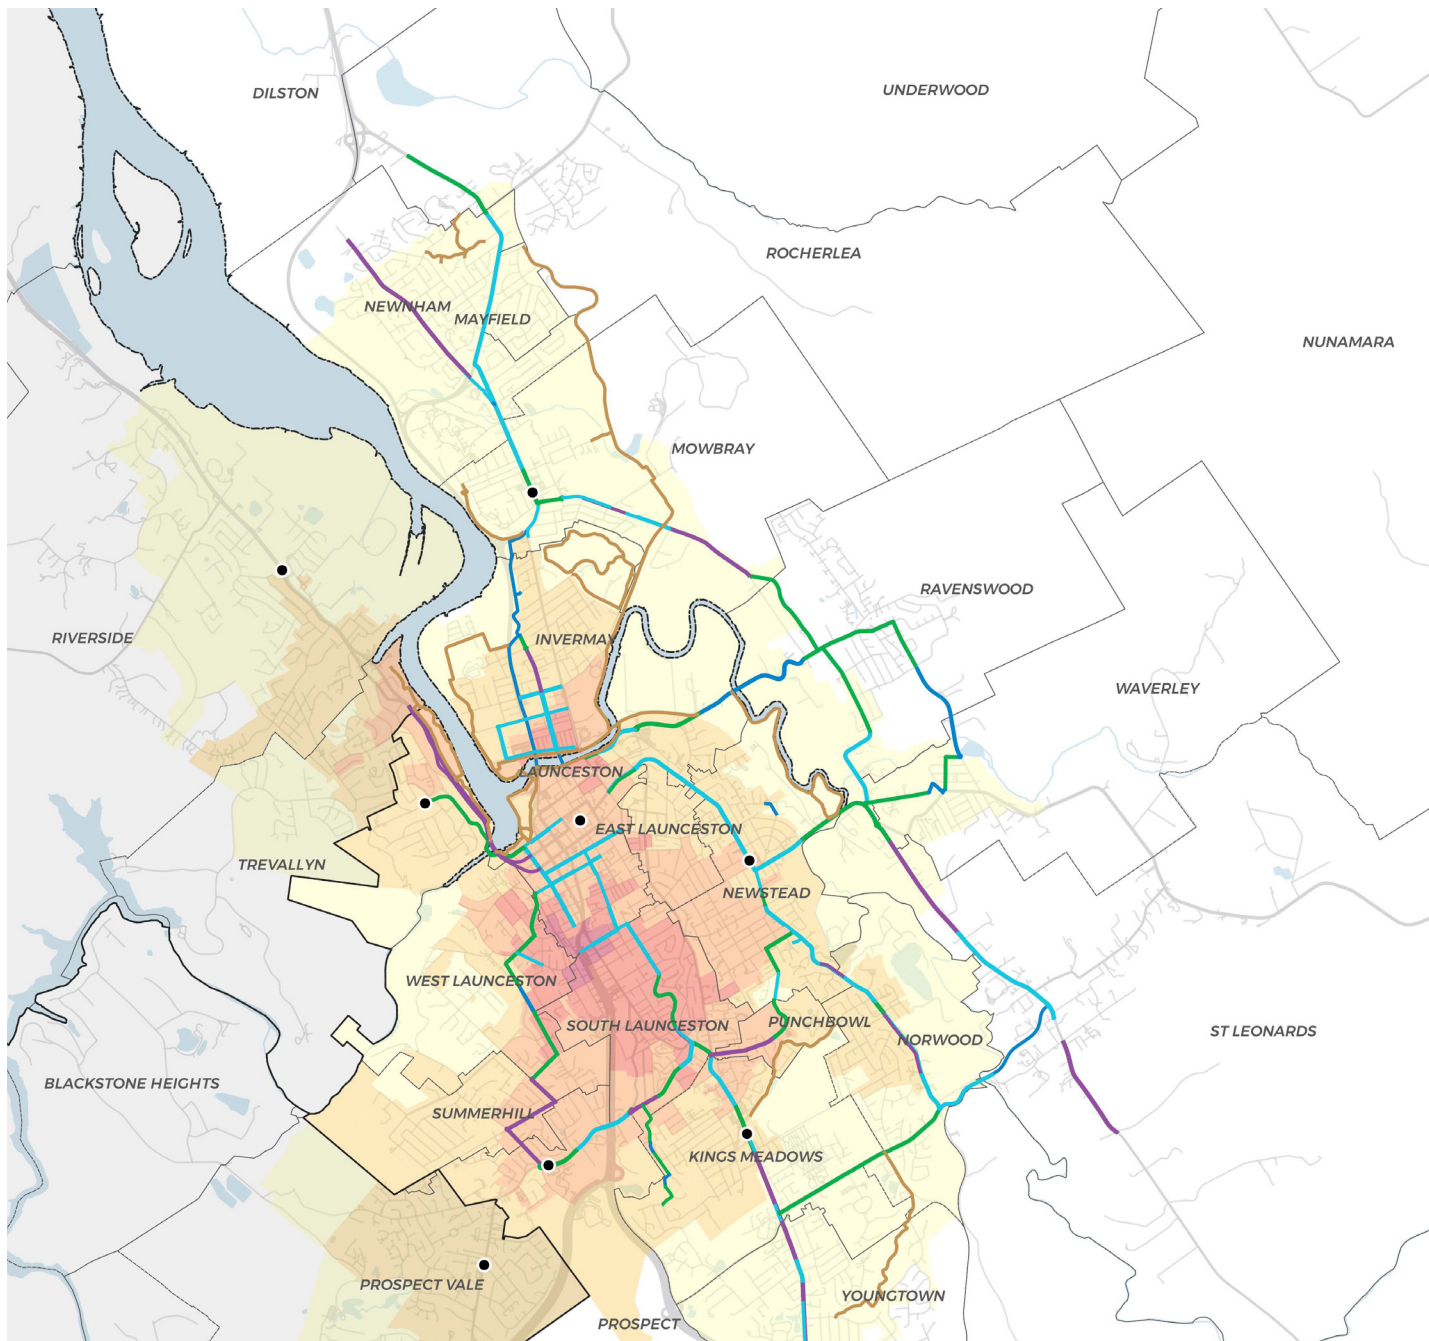 UNDERWOOD
DILSTON
ROCHERLEA
NEWNHAM
MAYFIELD
NUNAMARA
MOWBRAY
RAVENSWOOD
RIVERSIDE
INVERMAY
WAVERLEY
LAUNCESTON
EAST LAUNCESTON
TREVALLYN
NEWSTEAD
WEST LAUNCESTON
SOUTH LAUNCESTON
PUNCHBOWL
ST LEONARDS
NORWOOD
BLACKSTONE HEIGHTS
SUMMERHILL
KINGS MEADOWS
PROSPECT VALE
YOUNGTOWN
PROSPECT